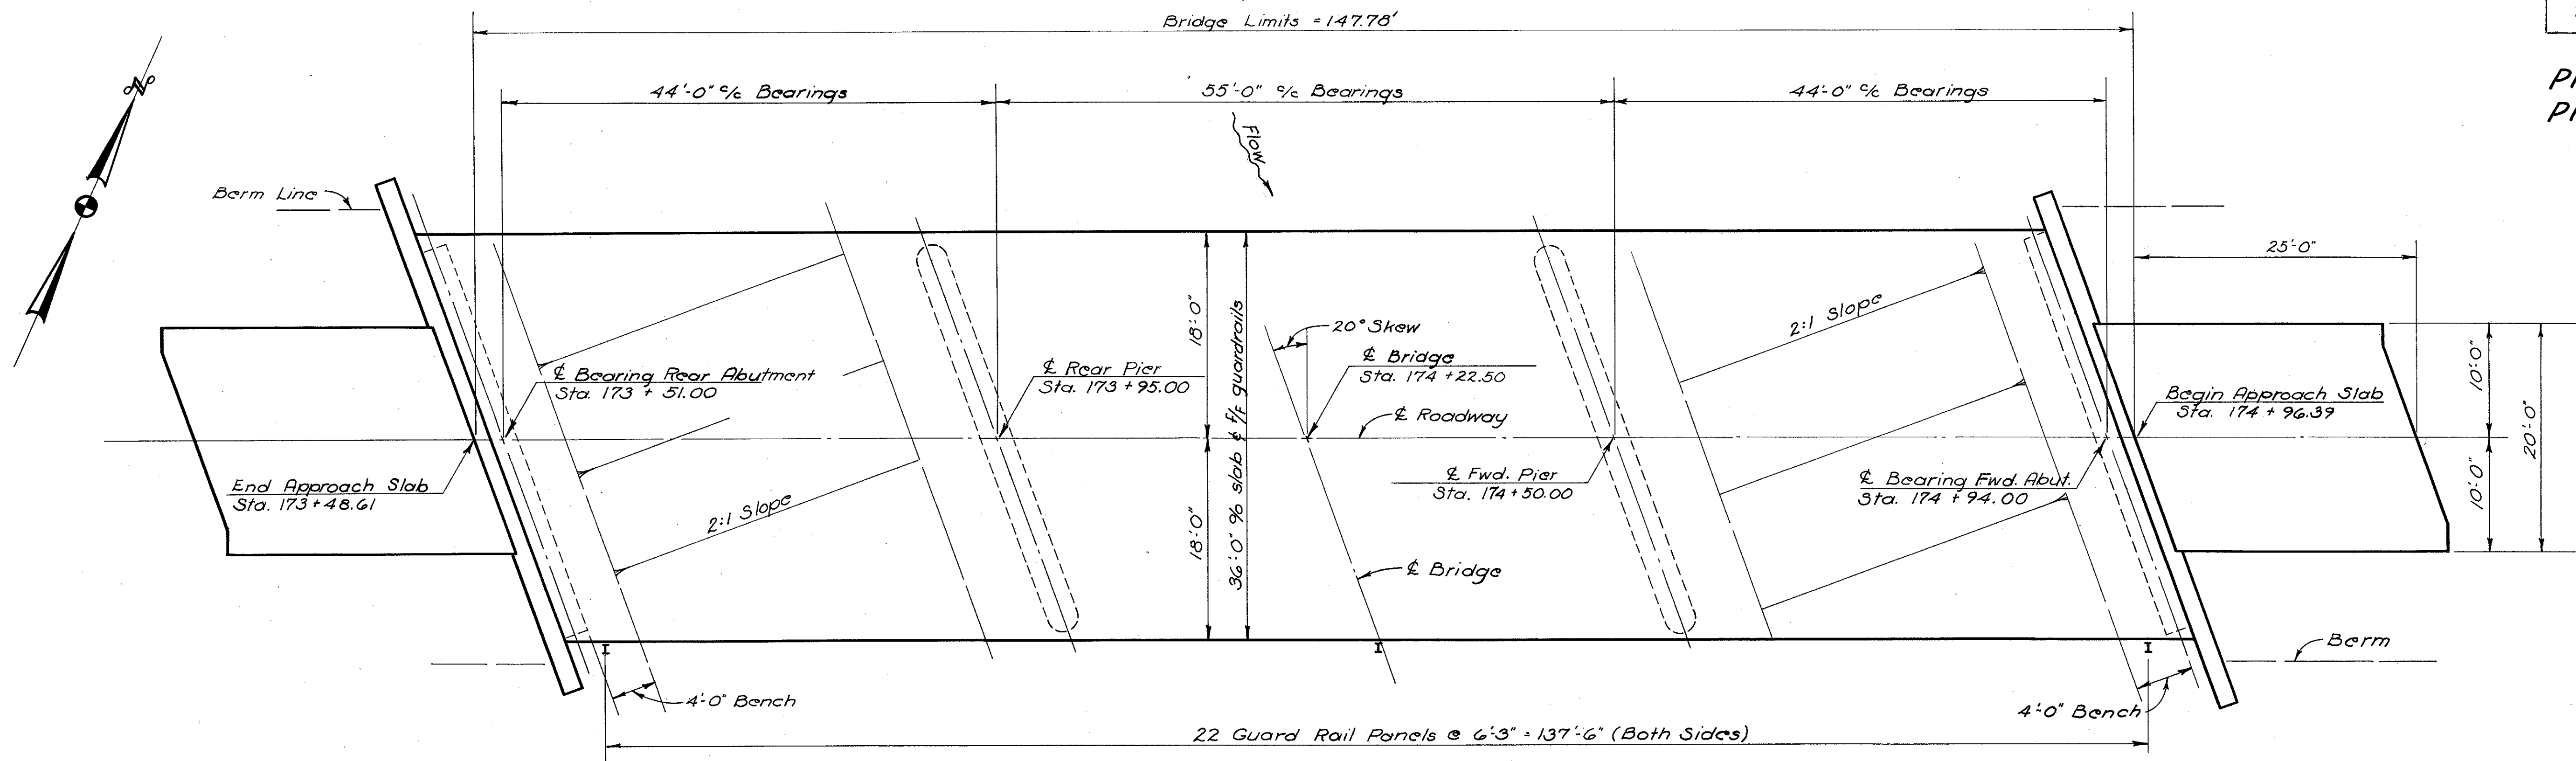 Bridge Limits = 147.78'
44'-0" c/c Bearings
55'-0" c/c Bearings
44'-0" c/c Bearings
N
Flow
Berm Line
25'-0"
18'-0"
36'-0" o/o slab & f/f guardrails
20° Skew
2:1 Slope
℄ Bearing Rear Abutment
Sta. 173 + 51.00
℄ Rear Pier
Sta. 173 + 95.00
℄ Bridge
Sta. 174 + 22.50
℄ Roadway
Begin Approach Slab
Sta. 174 + 96.39
10'-0"
20'-0"
10'-0"
End Approach Slab
Sta. 173 + 48.61
℄ Fwd. Pier
Sta. 174 + 50.00
℄ Bearing Fwd. Abut.
Sta. 174 + 94.00
2:1 Slope
18'-0"
℄ Bridge
Berm
4'-0" Bench
4'-0" Bench
22 Guard Rail Panels @ 6'-3" = 137'-6" (Both Sides)